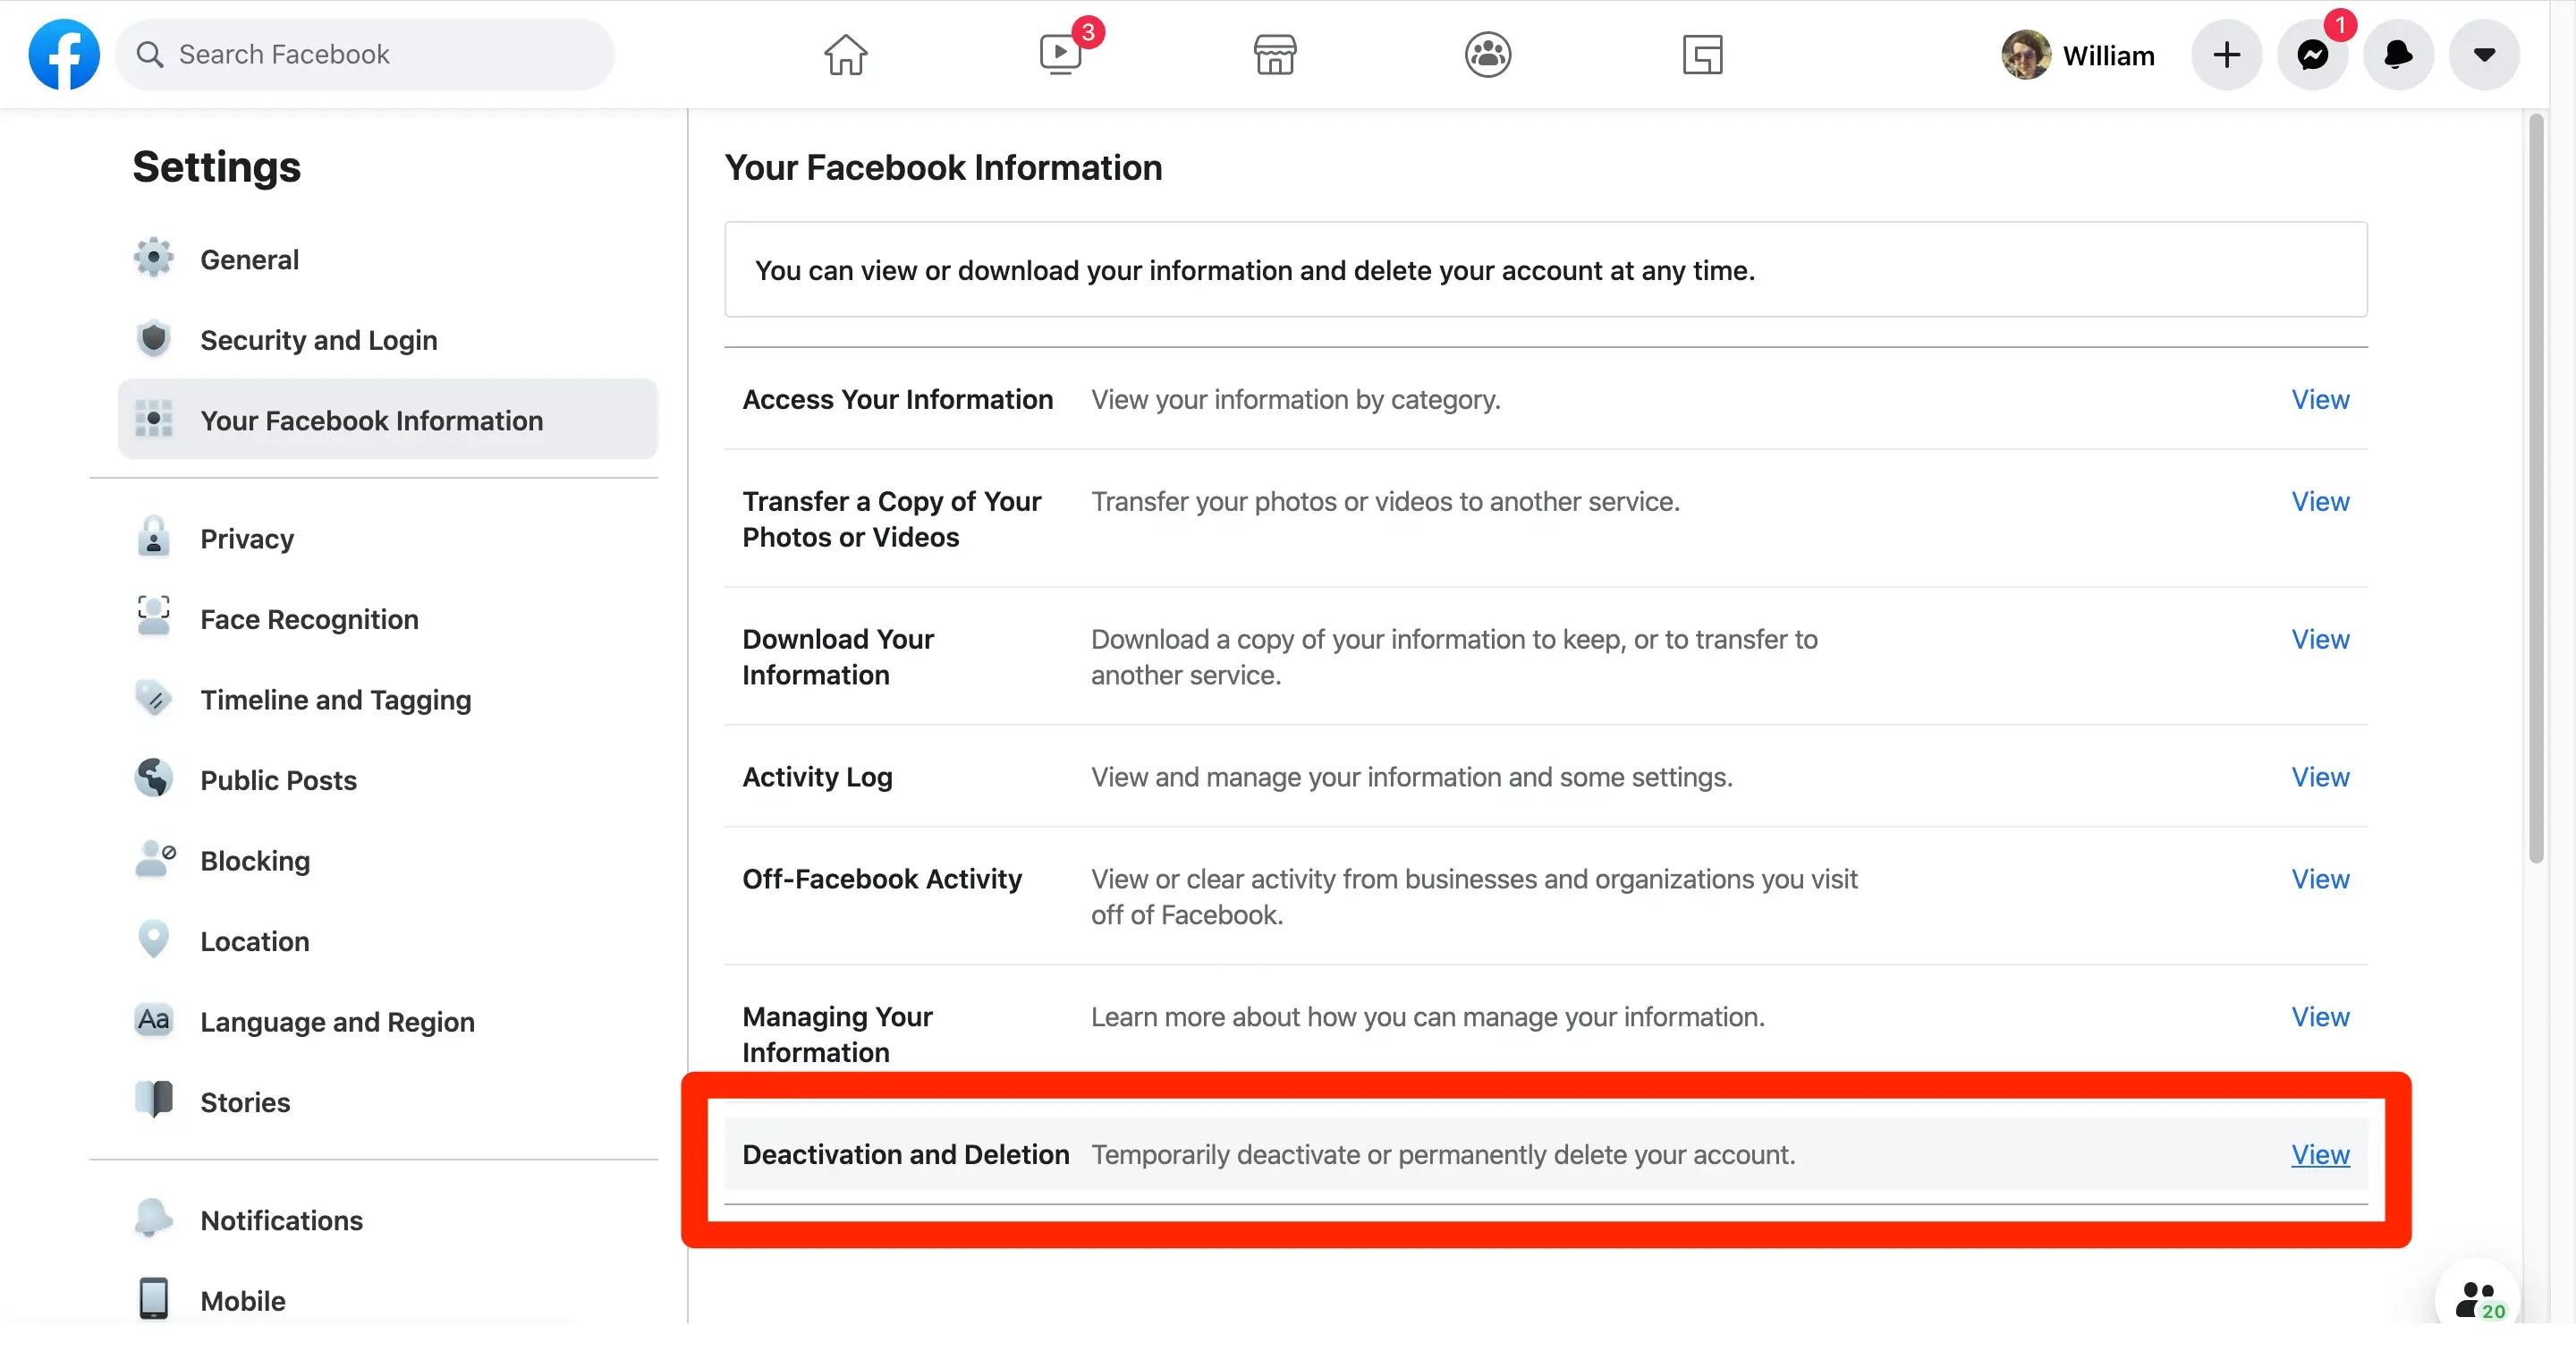 Search Facebook
3
William
1
Settings
General
Security and Login
Your Facebook Information
Privacy
Face Recognition
Timeline and Tagging
Public Posts
Blocking
Location
Aa
Language and Region
Stories
Notifications
Mobile
Your Facebook Information
You can view or download your information and delete your account at any time.
Access Your Information View your information by category. View
Transfer a Copy of Your Transfer your photos or videos to another service. View
Photos or Videos
Download Your Download a copy of your information to keep, or to transfer to View
Information another service.
Activity Log View and manage your information and some settings. View
Off-Facebook Activity View or clear activity from businesses and organizations you visit View
off of Facebook.
Managing Your Learn more about how you can manage your information. View
Information
Deactivation and Deletion Temporarily deactivate or permanently delete your account. View
20